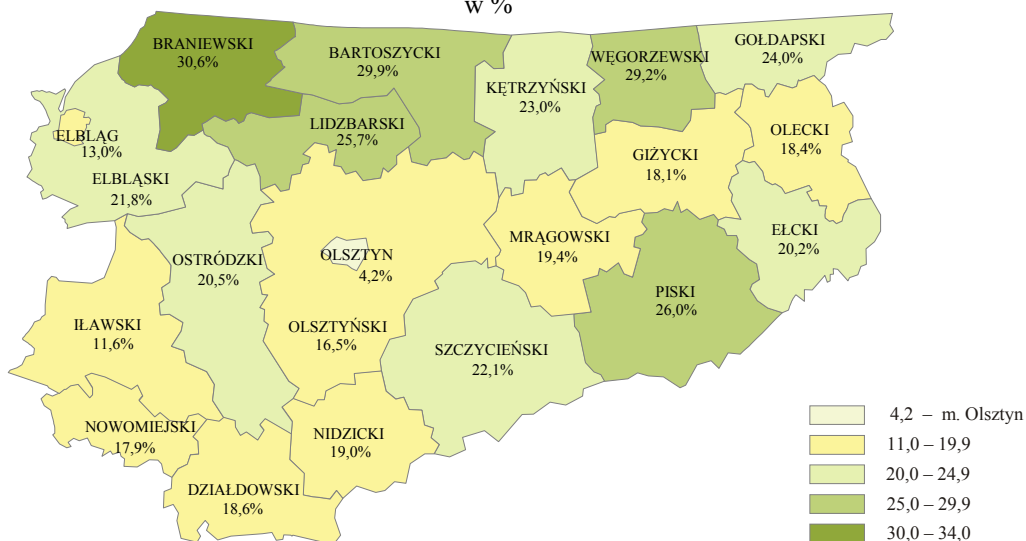 w %
BRANIEWSKI
30,6%
BARTOSZYCKI
29,9%
KĘTRZYŃSKI
23,0%
WĘGORZEWSKI
29,2%
GOŁDAPSKI
24,0%
ELBLĄG
13,0%
LIDZBARSKI
25,7%
GIŻYCKI
18,1%
OLECKI
18,4%
ELBLĄSKI
21,8%
OSTRÓDZKI
20,5%
OLSZTYN
4,2%
MRĄGOWSKI
19,4%
EŁCKI
20,2%
IŁAWSKI
11,6%
OLSZTYŃSKI
16,5%
SZCZYCIEŃSKI
22,1%
PISKI
26,0%
NOWOMIEJSKI
17,9%
NIDZICKI
19,0%
DZIAŁDOWSKI
18,6%
4,2 – m. Olsztyn
11,0 – 19,9
20,0 – 24,9
25,0 – 29,9
30,0 – 34,0